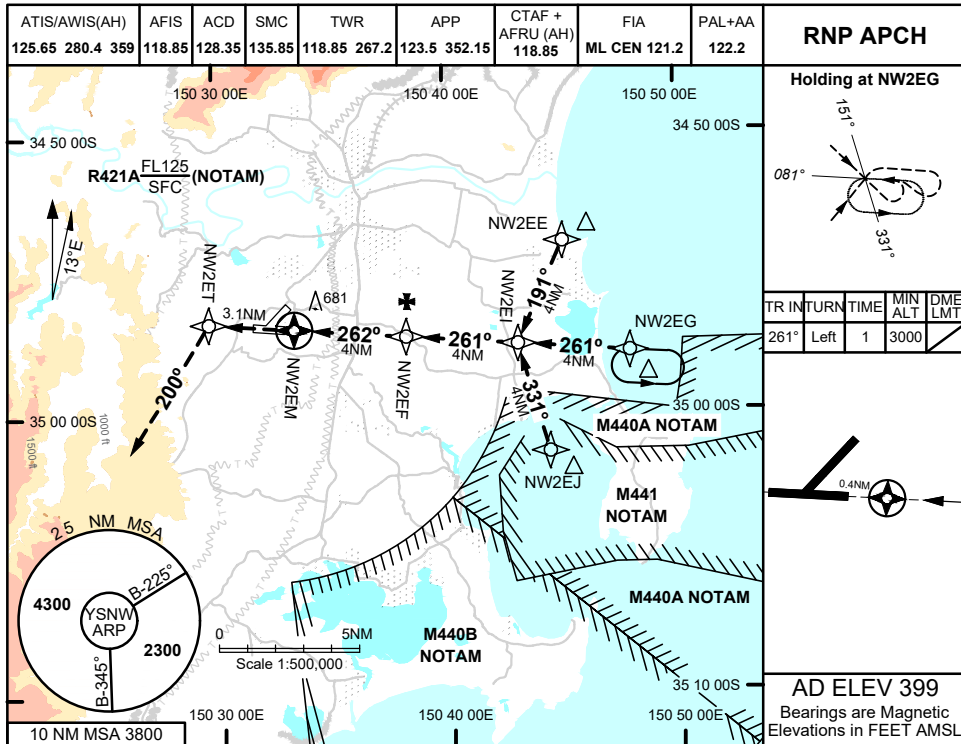 ATIS/AWIS(AH) AFIS ACD SMC TWR APP CTAF + AFRU (AH) FIA PAL+AA
125.65 280.4 359 118.85 128.35 135.85 118.85 267.2 123.5 352.15 118.85 ML CEN 121.2 122.2
RNP APCH
150 30 00E 150 40 00E 150 50 00E
34 50 00S 34 50 00S
R421A FL125 SFC (NOTAM)
13°E
NW2EE
191°
4NM
NW2ET
3.1NM
681
NW2EI
NW2EG
262°
4NM
261°
4NM
261°
4NM
NW2EM
NW2EF
331°
4NM
200°
35 00 00S 35 00 00S
1500ft
1000 ft
M440A NOTAM
NW2EJ
M441
NOTAM
25 NM MSA
B-225°
4300
YSNW
ARP
2300
B-345°
0 5NM
Scale 1:500,000
M440B
NOTAM
M440A NOTAM
35 10 00S
150 30 00E 150 40 00E 150 50 00E
10 NM MSA 3800
Holding at NW2EG
151°
081°
331°
TR IN TURN TIME MIN ALT DME LMT
261° Left 1 3000
0.4NM
AD ELEV 399
Bearings are Magnetic
Elevations in FEET AMSL